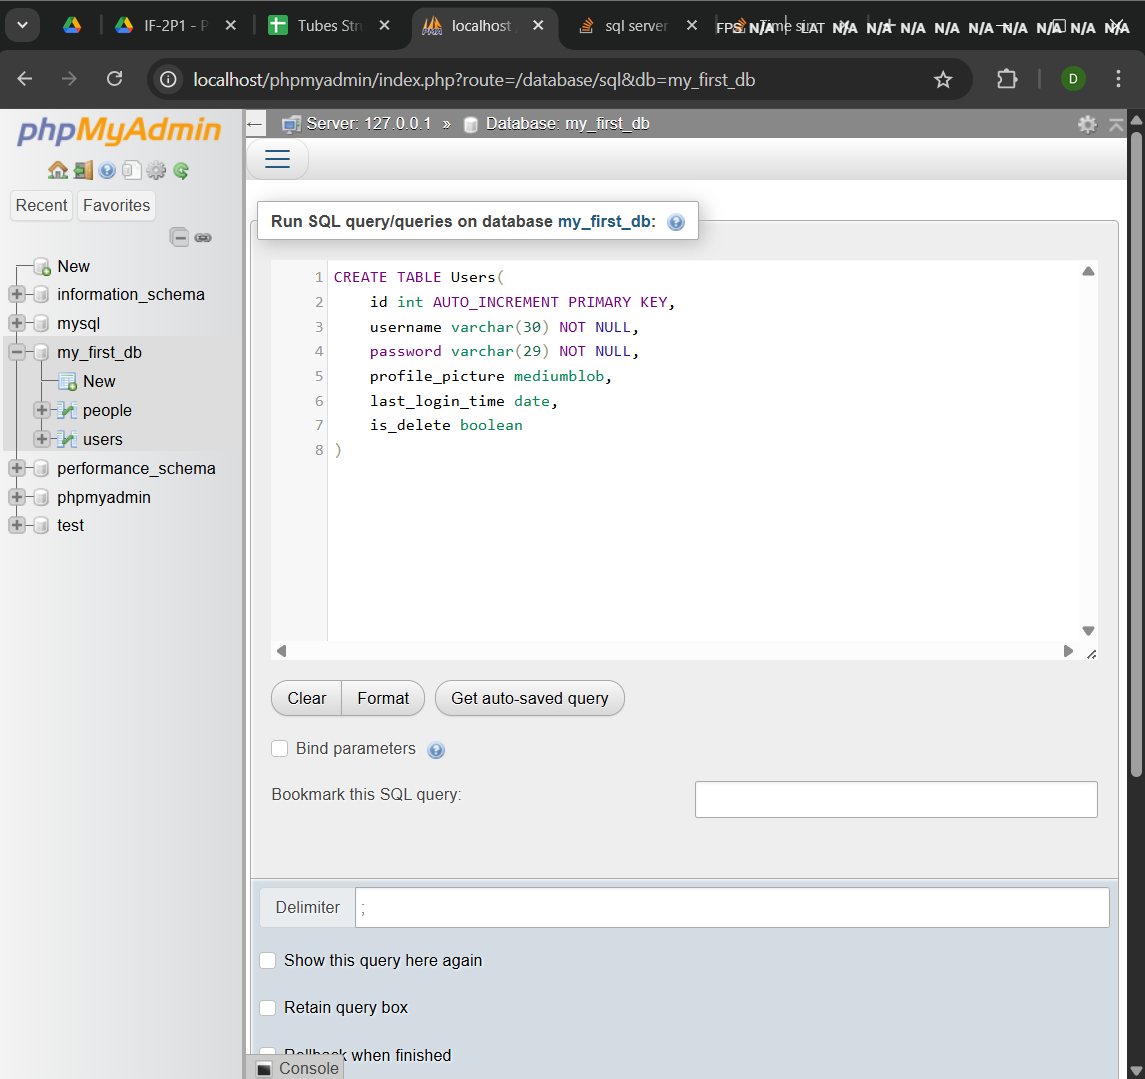 IF-2P1 - P
Tubes Str
localhost
sql server
Time sin
FPS N/A LAT N/A N/A N/A N/A N/A N/A N/A N/A N/A
localhost/phpmyadmin/index.php?route=/database/sql&db=my_first_db
D
phpMyAdmin
Recent
Favorites
New
information_schema
mysql
my_first_db
New
people
users
performance_schema
phpmyadmin
test
Server: 127.0.0.1 » Database: my_first_db
Run SQL query/queries on database my_first_db:
1 CREATE TABLE Users(
2 id int AUTO_INCREMENT PRIMARY KEY,
3 username varchar(30) NOT NULL,
4 password varchar(29) NOT NULL,
5 profile_picture mediumblob,
6 last_login_time date,
7 is_delete boolean
8 )
Clear
Format
Get auto-saved query
Bind parameters
Bookmark this SQL query:
Delimiter
;
Show this query here again
Retain query box
Rollback when finished
Console